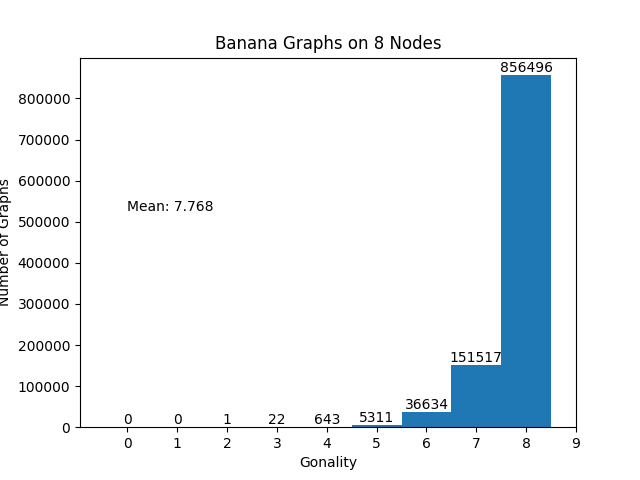 Banana Graphs on 8 Nodes
Number of Graphs
800000
700000
600000
500000
400000
300000
200000
100000
0
Mean: 7.768
0 0 1 22 643 5311 36634 151517 856496
0 1 2 3 4 5 6 7 8 9
Gonality